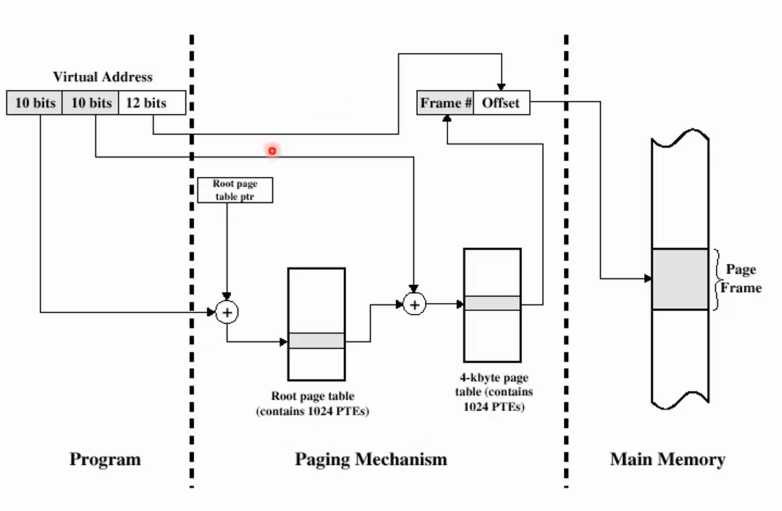 Virtual Address
10 bits 10 bits 12 bits
Frame # Offset
Root page
table ptr
+
+
Page
Frame
Root page table
(contains 1024 PTEs)
4-kbyte page
table (contains
1024 PTEs)
Program
Paging Mechanism
Main Memory